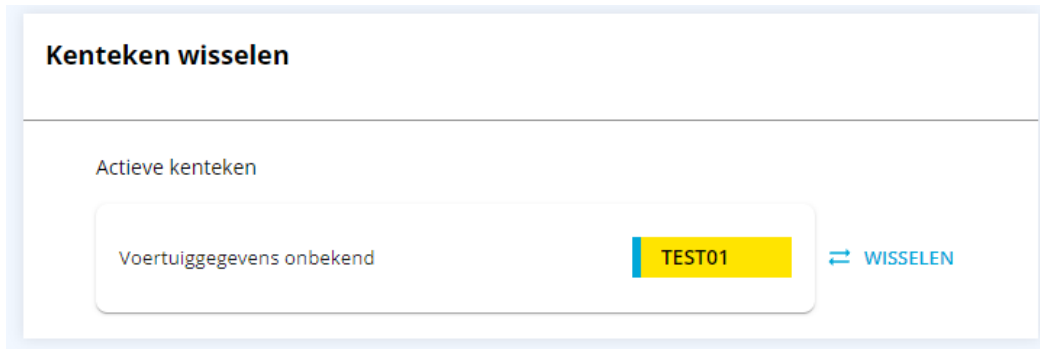 Kenteken wisselen
Actieve kenteken
Voertuiggegevens onbekend TEST01 WISSELEN